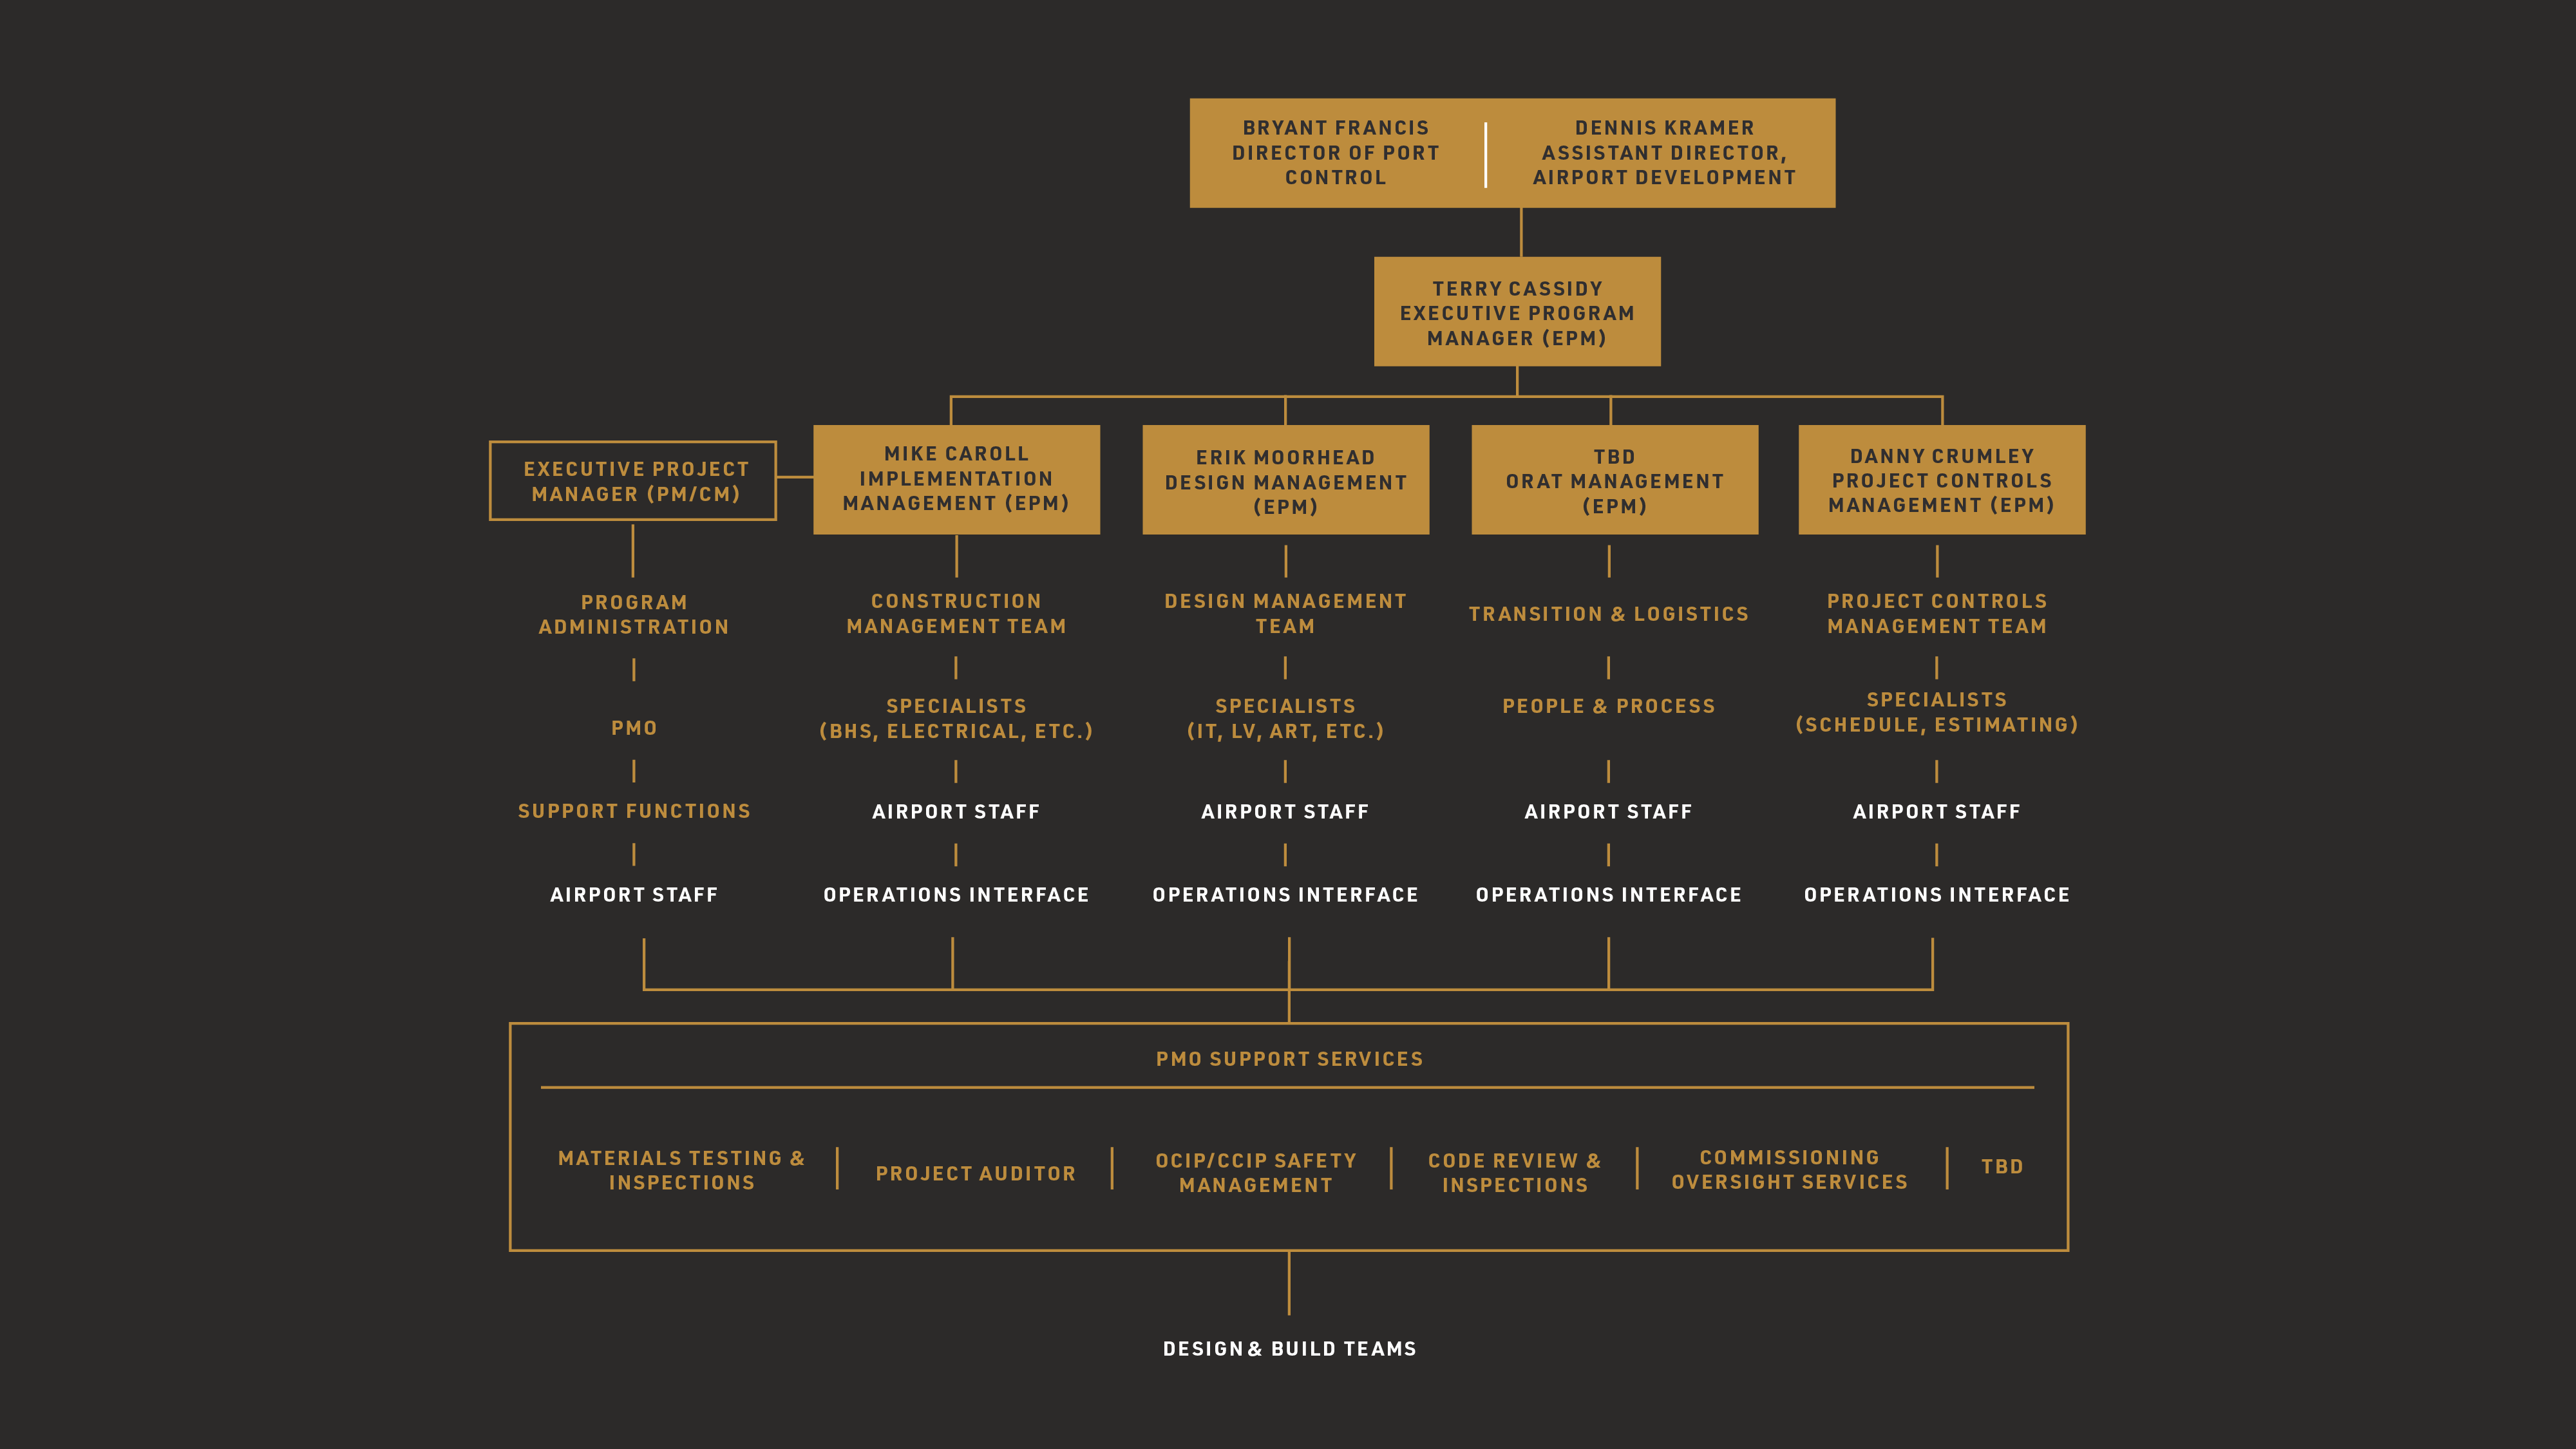 BRYANT FRANCIS
DIRECTOR OF PORT
CONTROL
DENNIS KRAMER
ASSISTANT DIRECTOR,
AIRPORT DEVELOPMENT
TERRY CASSIDY
EXECUTIVE PROGRAM
MANAGER (EPM)
EXECUTIVE PROJECT
MANAGER (PM/CM)
MIKE CAROLL
IMPLEMENTATION
MANAGEMENT (EPM)
ERIK MOORHEAD
DESIGN MANAGEMENT
(EPM)
TBD
ORAT MANAGEMENT
(EPM)
DANNY CRUMLEY
PROJECT CONTROLS
MANAGEMENT (EPM)
PROGRAM
ADMINISTRATION
CONSTRUCTION
MANAGEMENT TEAM
DESIGN MANAGEMENT
TEAM
TRANSITION & LOGISTICS
PROJECT CONTROLS
MANAGEMENT TEAM
PMO
SPECIALISTS
(BHS, ELECTRICAL, ETC.)
SPECIALISTS
(IT, LV, ART, ETC.)
PEOPLE & PROCESS
SPECIALISTS
(SCHEDULE, ESTIMATING)
SUPPORT FUNCTIONS
AIRPORT STAFF
AIRPORT STAFF
AIRPORT STAFF
AIRPORT STAFF
AIRPORT STAFF
OPERATIONS INTERFACE
OPERATIONS INTERFACE
OPERATIONS INTERFACE
OPERATIONS INTERFACE
PMO SUPPORT SERVICES
MATERIALS TESTING &
INSPECTIONS
PROJECT AUDITOR
OCIP/CCIP SAFETY
MANAGEMENT
CODE REVIEW &
INSPECTIONS
COMMISSIONING
OVERSIGHT SERVICES
TBD
DESIGN & BUILD TEAMS